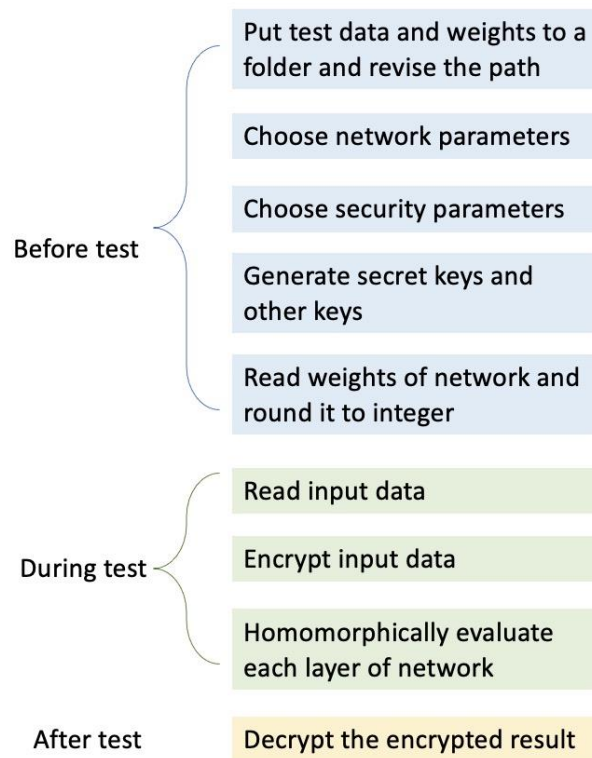 Before test
Put test data and weights to a
folder and revise the path
Choose network parameters
Choose security parameters
Generate secret keys and
other keys
Read weights of network and
round it to integer
During test
Read input data
Encrypt input data
Homomorphically evaluate
each layer of network
After test
Decrypt the encrypted result